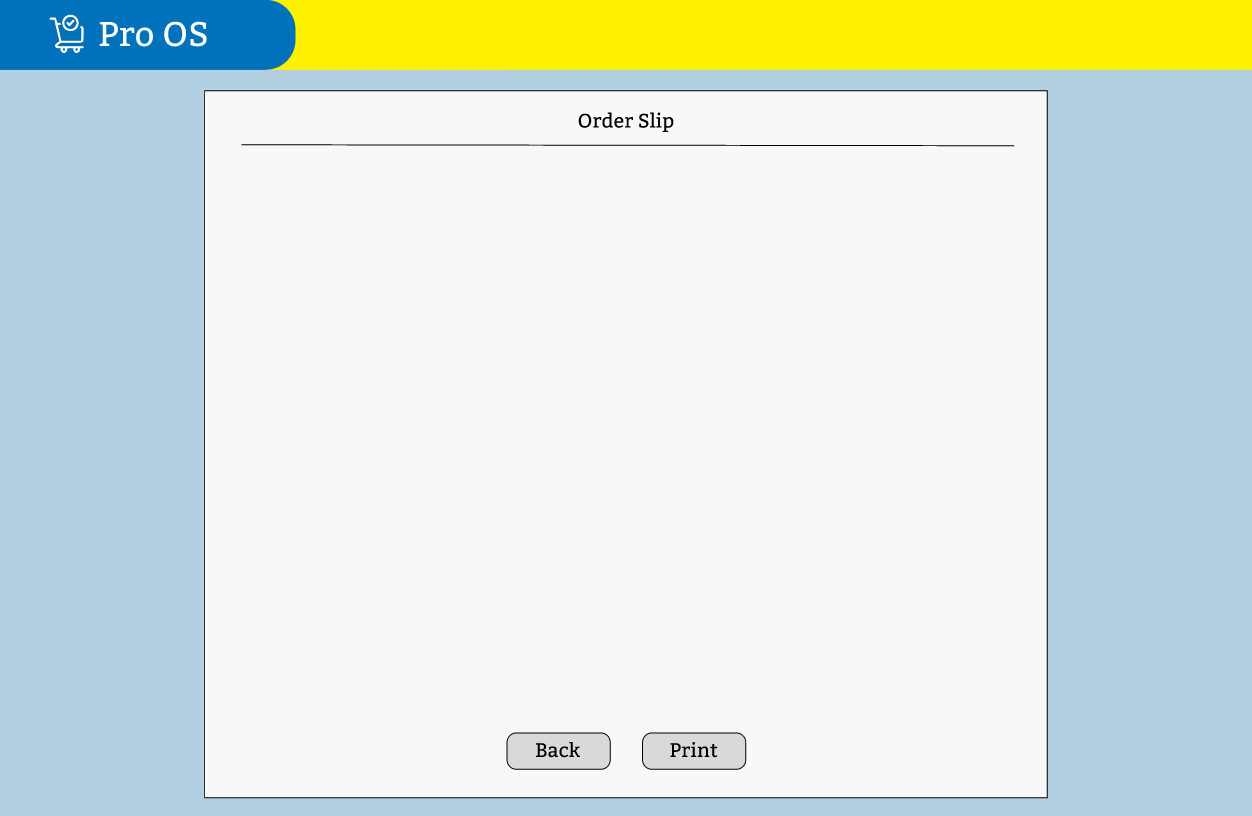 Pro OS
Order Slip
Back
Print